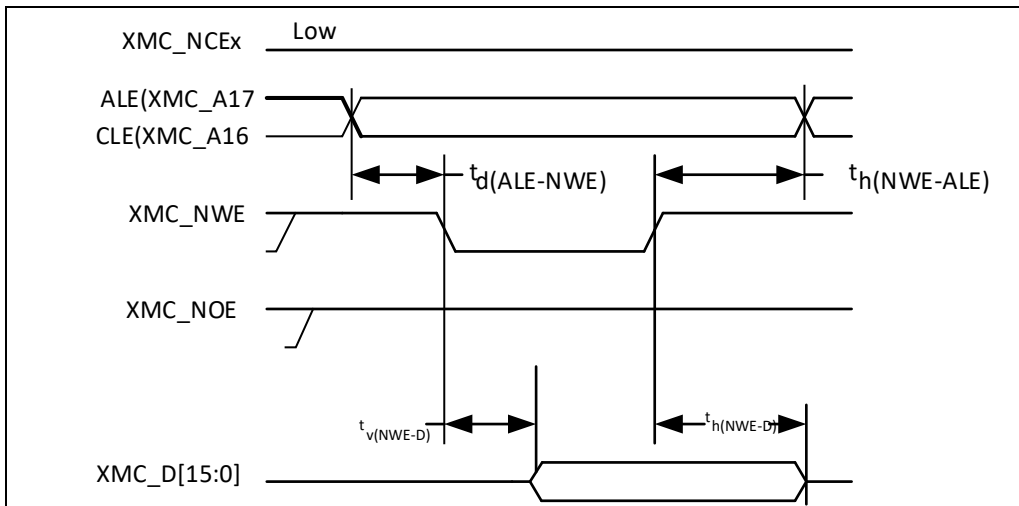 XMC_NCEx
Low
ALE(XMC_A17
CLE(XMC_A16
td(ALE-NWE)
th(NWE-ALE)
XMC_NWE
XMC_NOE
tv(NWE-D)
th(NWE-D)
XMC_D[15:0]